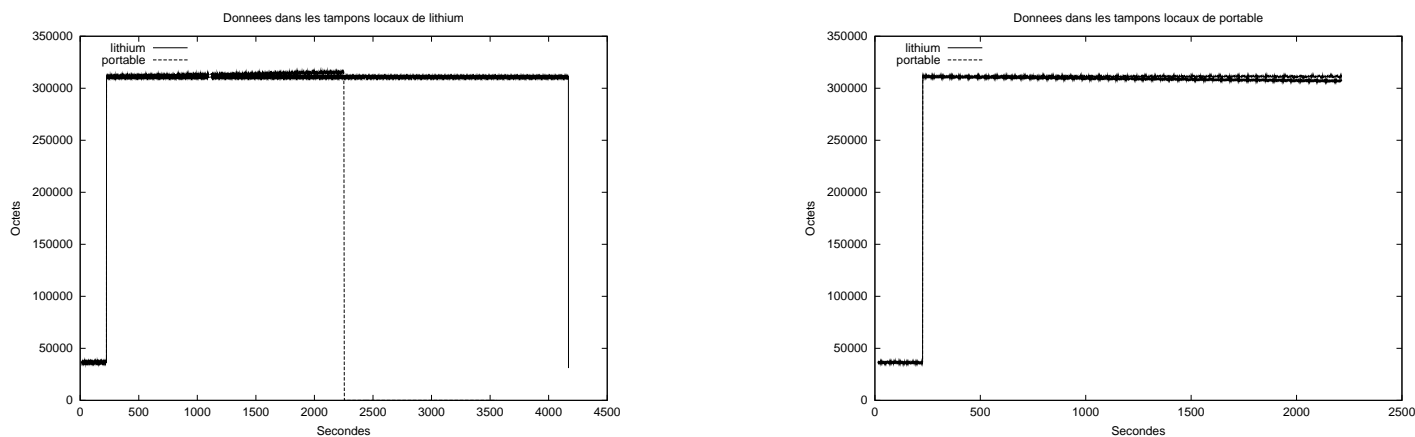 Donnees dans les tampons locaux de lithium
350000
300000
250000
200000
150000
100000
50000
0
Octets
lithium
portable
0 500 1000 1500 2000 2500 3000 3500 4000 4500
Secondes
Donnees dans les tampons locaux de portable
350000
300000
250000
200000
150000
100000
50000
0
Octets
lithium
portable
0 500 1000 1500 2000 2500
Secondes